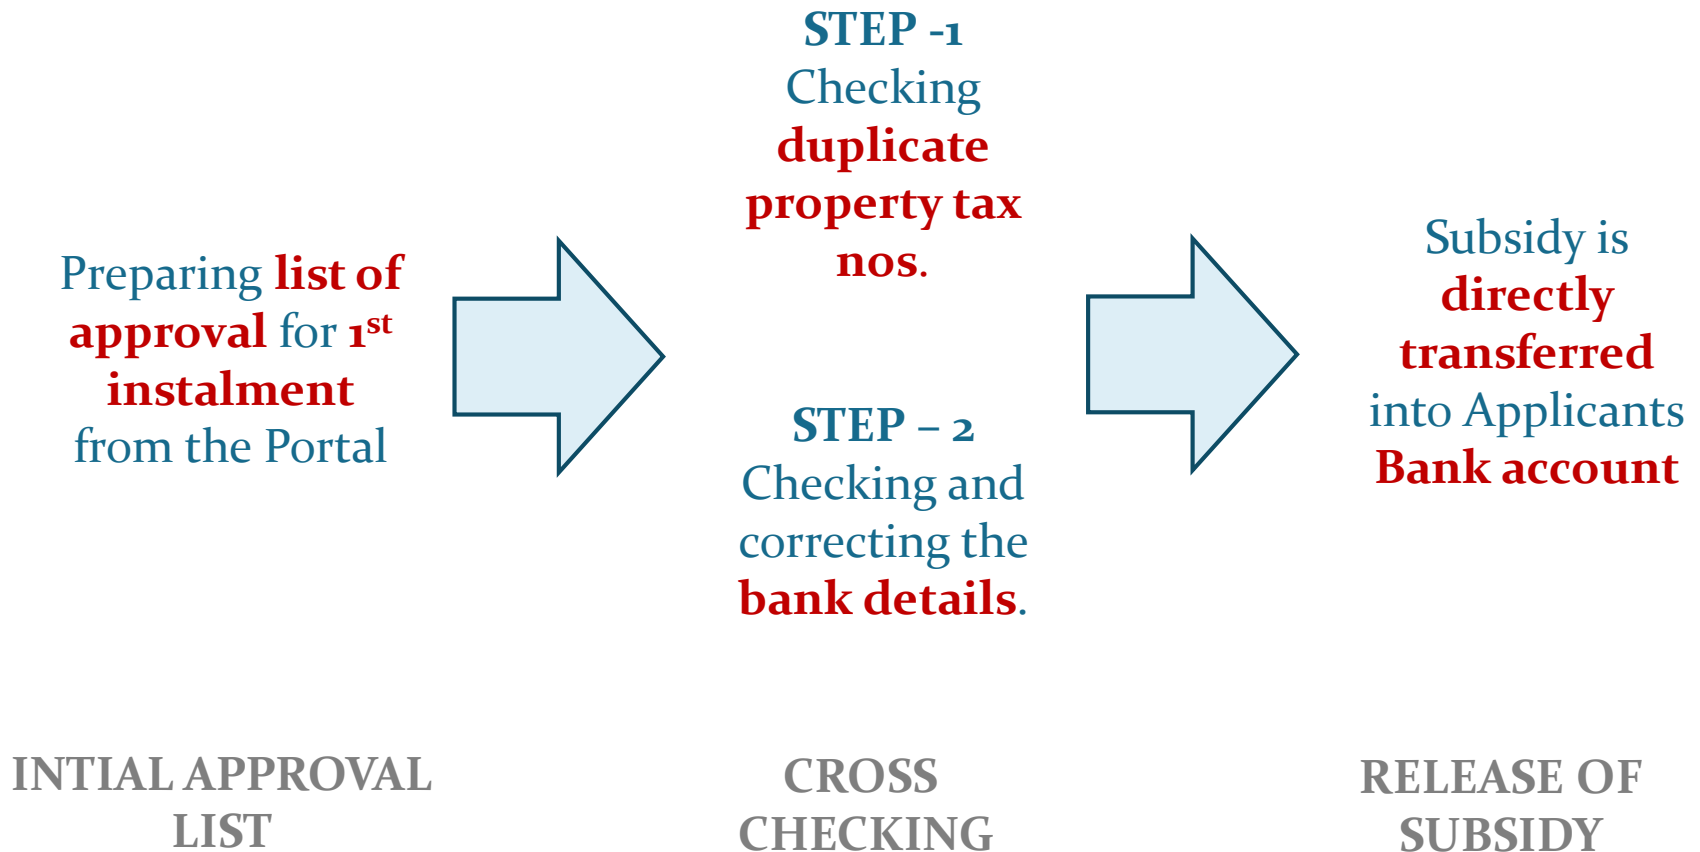 Preparing list of
approval for 1st
instalment
from the Portal
STEP -1
Checking
duplicate
property tax
nos.
STEP – 2
Checking and
correcting the
bank details.
Subsidy is
directly
transferred
into Applicants
Bank account
INTIAL APPROVAL
LIST
CROSS
CHECKING
RELEASE OF
SUBSIDY